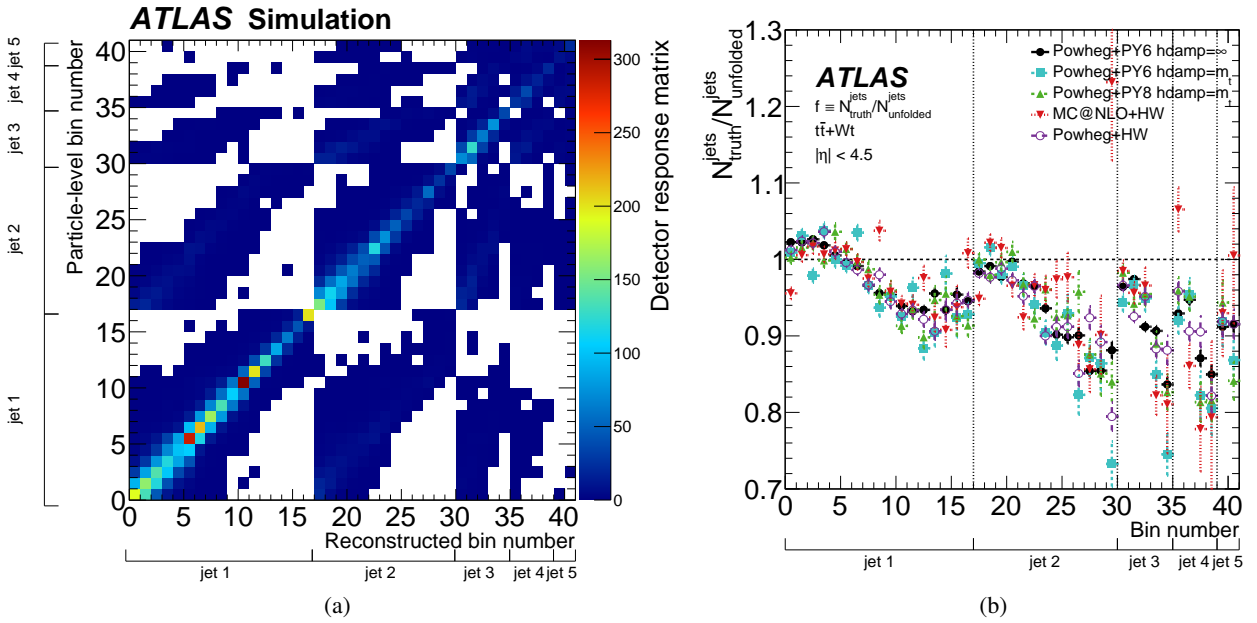 ATLAS Simulation
Particle-level bin number
jet 1
jet 2
jet 3
jet 4
jet 5
40
35
30
25
20
15
10
5
0
0 5 10 15 20 25 30 35 40
Reconstructed bin number
jet 1 jet 2 jet 3 jet 4 jet 5
300
250
200
150
100
50
0
Detector response matrix
(a)
N^jets_truth/N^jets_unfolded
1.3
1.2
1.1
1
0.9
0.8
0.7
ATLAS
f ≡ N^jets_truth/N^jets_unfolded
tt̄+Wt
|η| < 4.5
Powheg+PY6 hdamp=∞
Powheg+PY6 hdamp=m_t
Powheg+PY8 hdamp=m_t
MC@NLO+HW
Powheg+HW
0 5 10 15 20 25 30 35 40
Bin number
jet 1 jet 2 jet 3 jet 4 jet 5
(b)